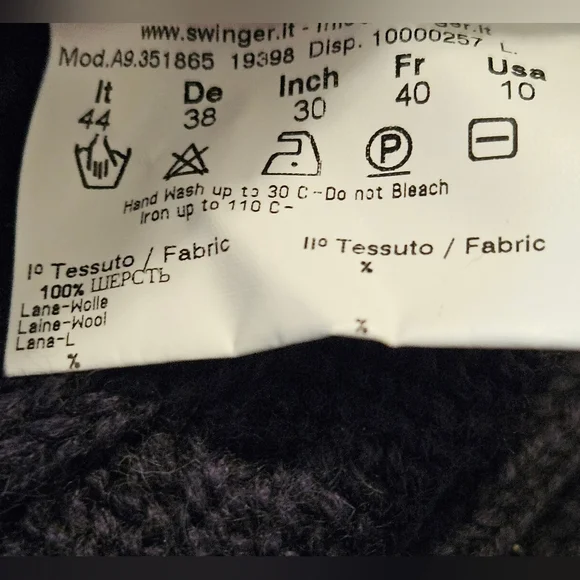 www.swinger.it -
Mod.A9.351865 19398 Disp. 10000257 L.
It De Inch Fr Usa
44 38 30 40 10
P
Hand Wash up to 30 C-Do not Bleach
Iron up to 110 C-
I° Tessuto / Fabric II° Tessuto / Fabric
100% ШЕРСТЬ %
Lana-Wolle
Laine-Wool
Lana-L
% %